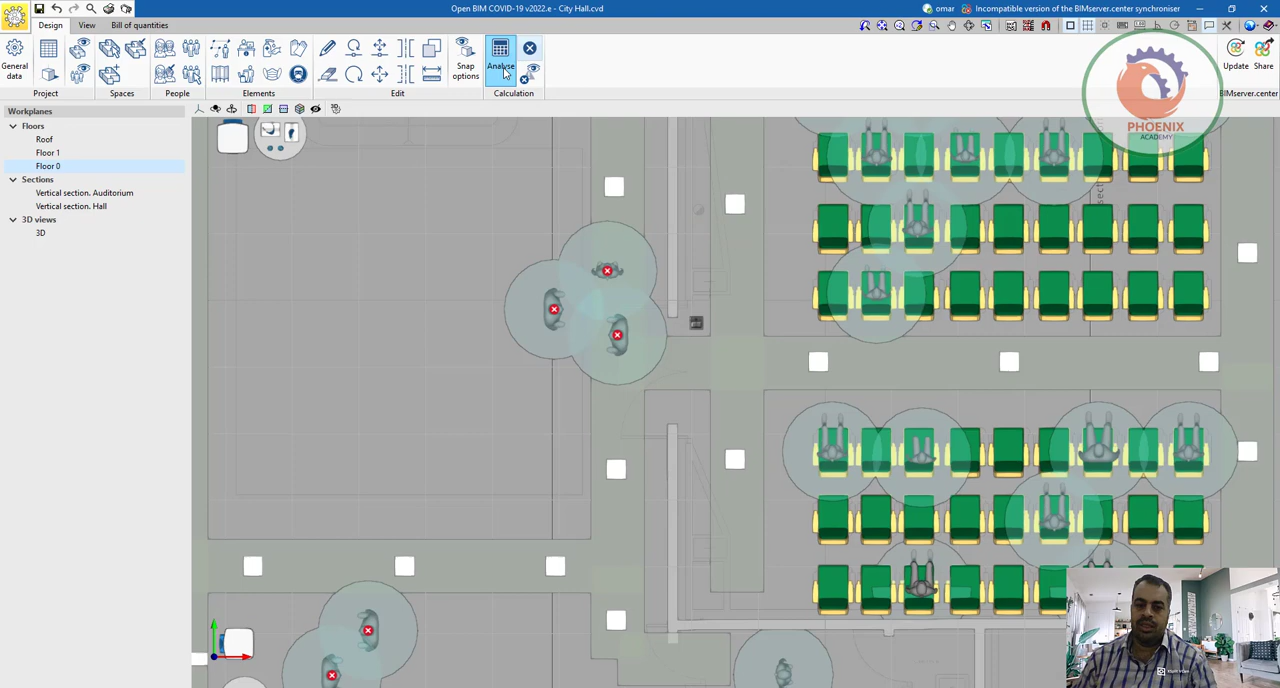 Open BIM COVID-19 v2022.e - City Hall.cvd
omar
Incompatible version of the BIMserver.center synchroniser
Design
View
Bill of quantities
General data
Snap options
Analyse
Update
Share
Project
Spaces
People
Elements
Edit
Calculation
BIMserver.center
PHOENIX
ACADEMY
Workplanes
Floors
Roof
Floor 1
Floor 0
Sections
Vertical section. Auditorium
Vertical section. Hall
3D views
3D